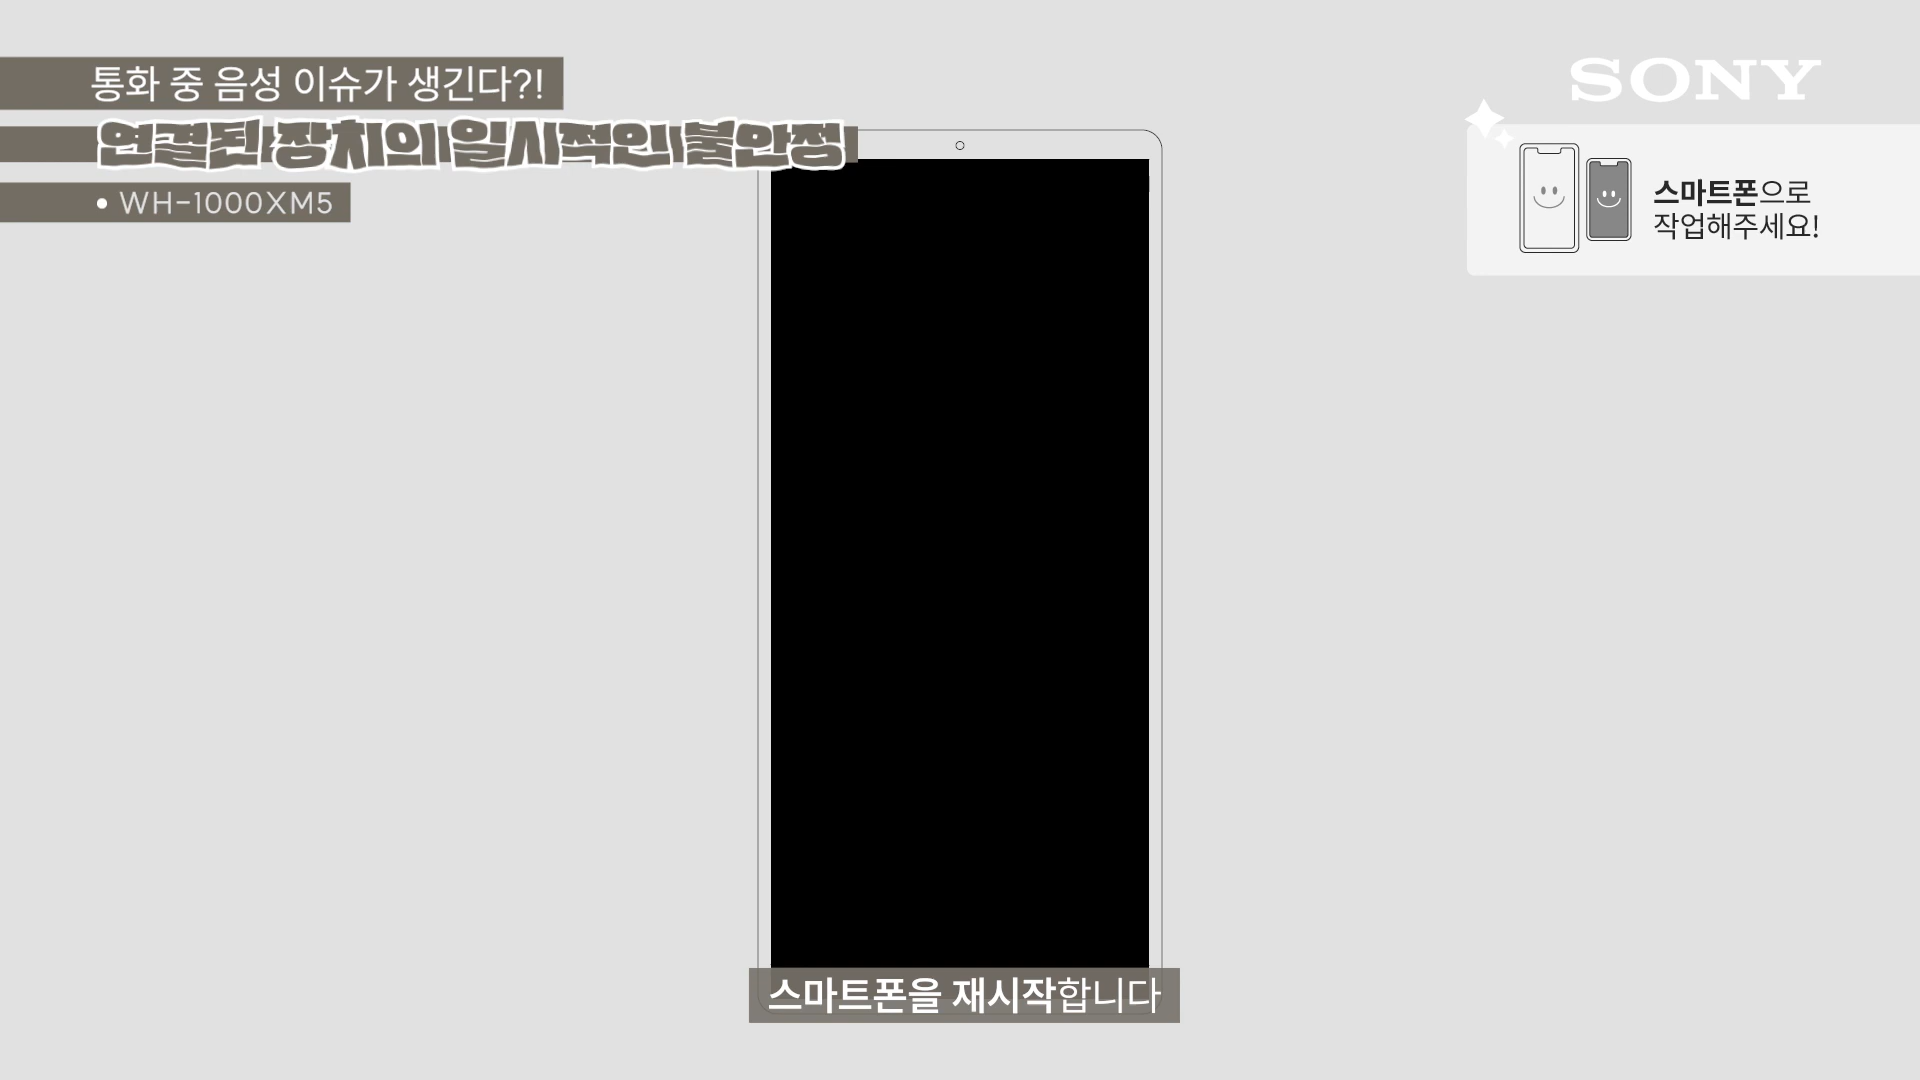 통화 중 음성 이슈가 생긴다?!
연결된 장치의 일시적인 불안정
• WH-1000XM5
SONY
스마트폰으로
작업해주세요!
스마트폰을 재시작합니다